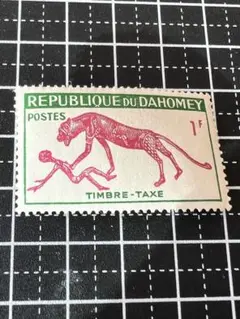 REPUBLIQUE DU DAHOMEY
POSTES 1F
TIMBRE-TAXE